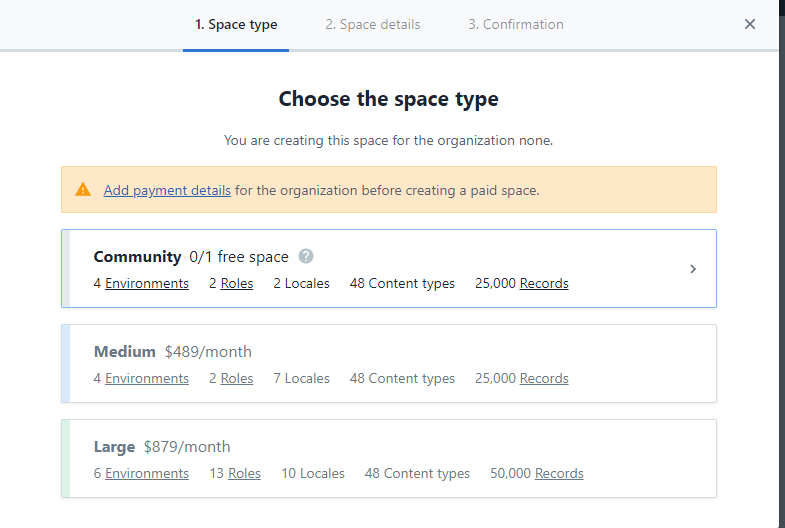 1. Space type 2. Space details 3. Confirmation
Choose the space type
You are creating this space for the organization none.
Add payment details for the organization before creating a paid space.
Community 0/1 free space ?
4 Environments 2 Roles 2 Locales 48 Content types 25,000 Records
Medium $489/month
4 Environments 2 Roles 7 Locales 48 Content types 25,000 Records
Large $879/month
6 Environments 13 Roles 10 Locales 48 Content types 50,000 Records